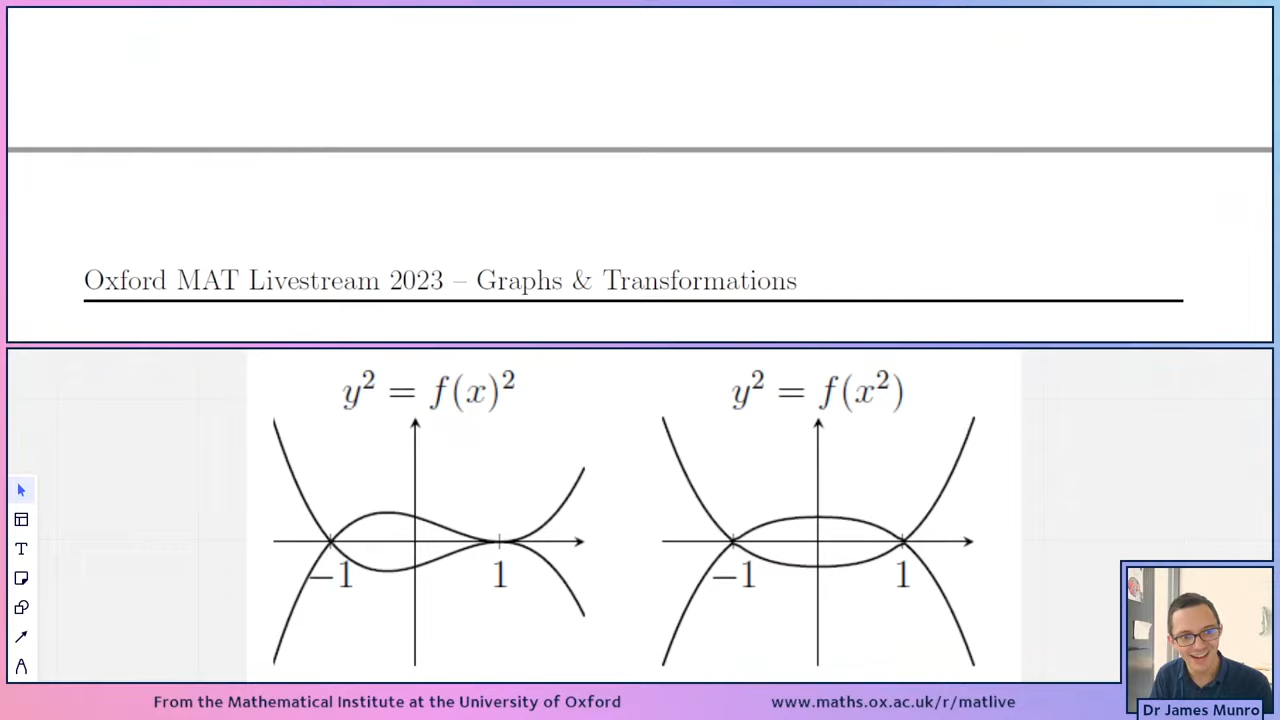 Oxford MAT Livestream 2023 – Graphs & Transformations
y² = f(x)²
y² = f(x²)
−1
1
−1
1
T
Dr James Munro
From the Mathematical Institute at the University of Oxford
www.maths.ox.ac.uk/r/matlive